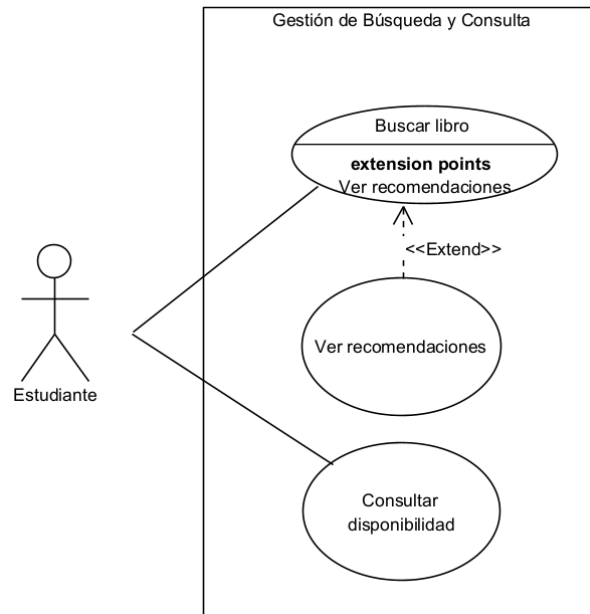 Gestión de Búsqueda y Consulta
Buscar libro
extension points
Ver recomendaciones
<<Extend>>
Ver recomendaciones
Estudiante
Consultar
disponibilidad